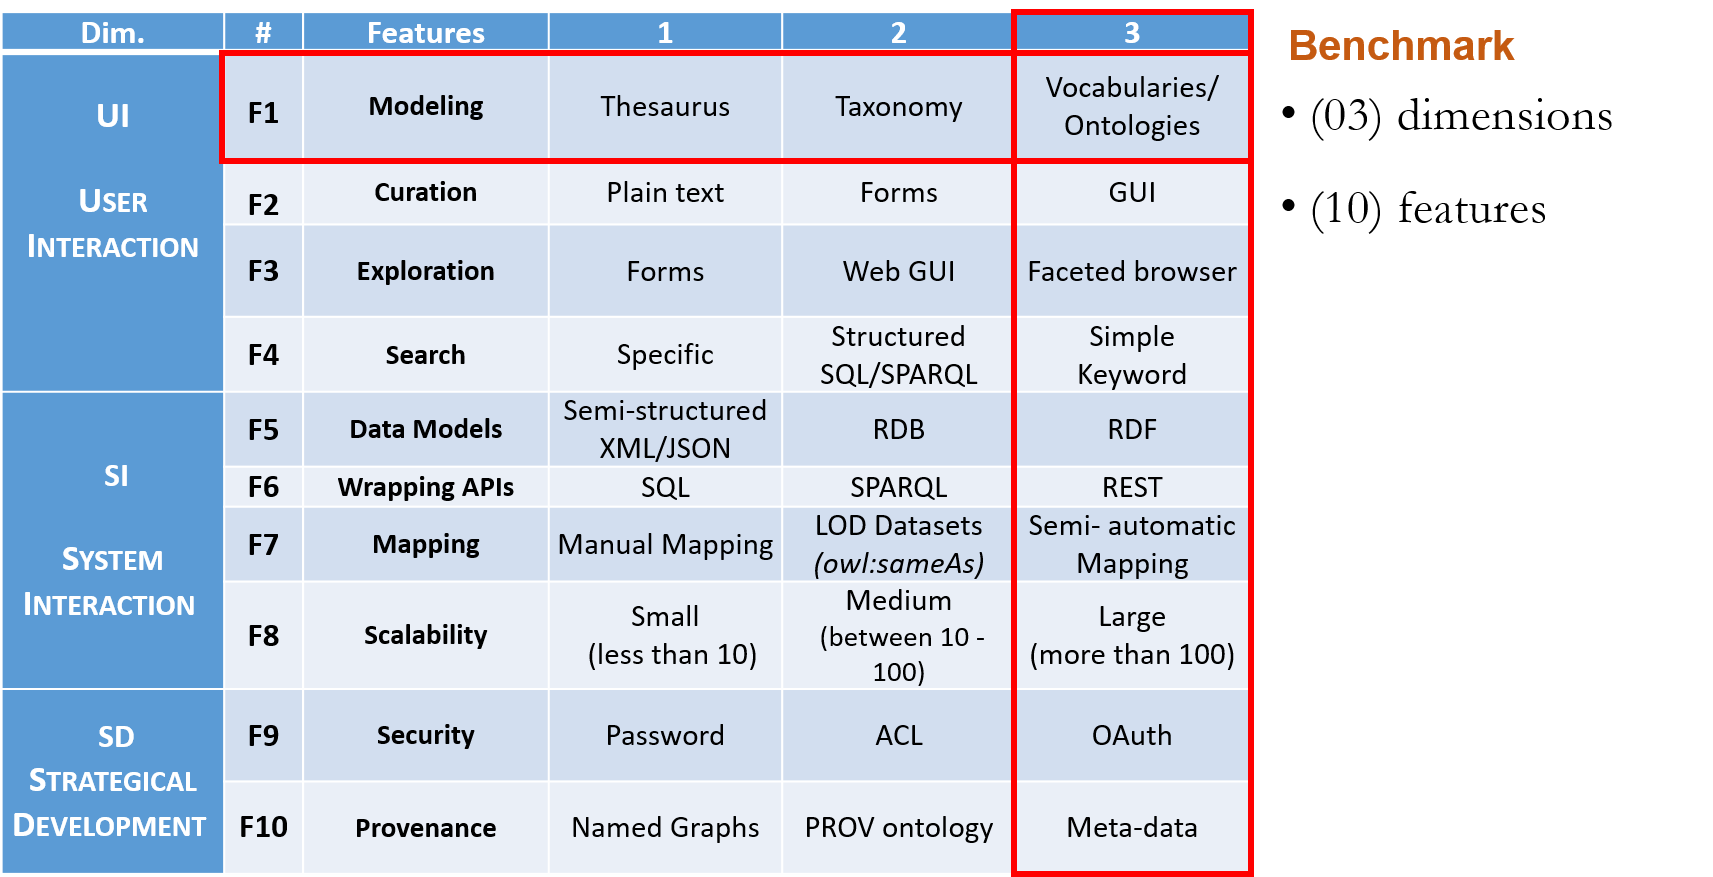 Dim. # Features 1 2 3
UI
USER
INTERACTION
F1 Modeling Thesaurus Taxonomy Vocabularies/
Ontologies
F2 Curation Plain text Forms GUI
F3 Exploration Forms Web GUI Faceted browser
F4 Search Specific Structured
SQL/SPARQL Simple
Keyword
SI
SYSTEM
INTERACTION
F5 Data Models Semi-structured
XML/JSON RDB RDF
F6 Wrapping APIs SQL SPARQL REST
F7 Mapping Manual Mapping LOD Datasets
(owl:sameAs) Semi- automatic
Mapping
F8 Scalability Small
(less than 10) Medium
(between 10 -
100) Large
(more than 100)
SD
STRATEGICAL
DEVELOPMENT
F9 Security Password ACL OAuth
F10 Provenance Named Graphs PROV ontology Meta-data
Benchmark
• (03) dimensions
• (10) features